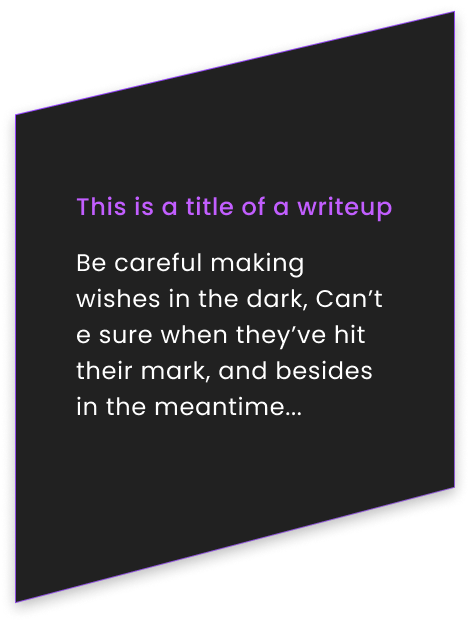 This is a title of a writeup
Be careful making
wishes in the dark, Can’t
e sure when they’ve hit
their mark, and besides
in the meantime...